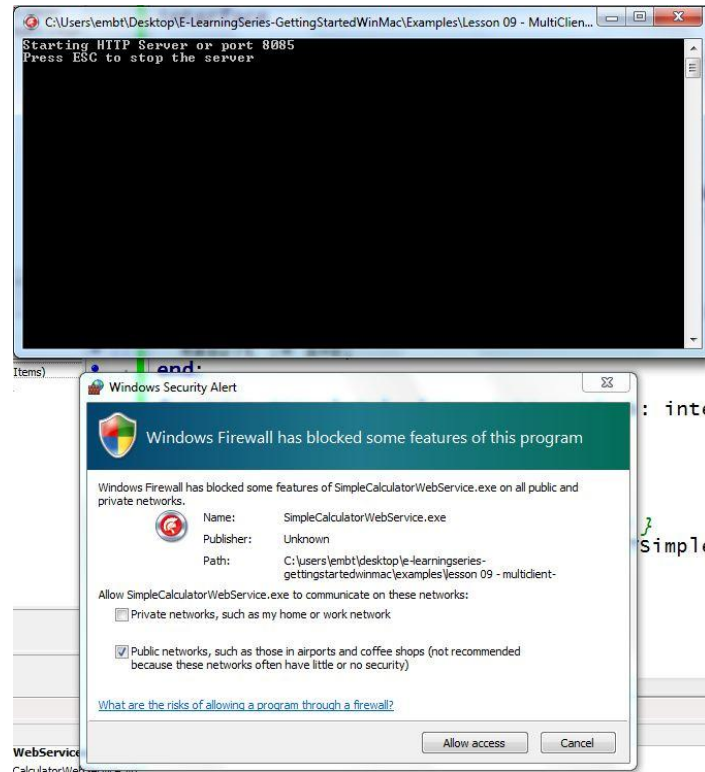 C:\Users\embt\Desktop\E-LearningSeries-GettingStartedWinMac\Examples\Lesson 09 - MultiClien...
Starting HTTP Server or port 8085
Press ESC to stop the server
Items)
end;
: inte
Windows Security Alert
Windows Firewall has blocked some features of this program
Windows Firewall has blocked some features of SimpleCalculatorWebService.exe on all public and
private networks.
Name: SimpleCalculatorWebService.exe
Publisher: Unknown
Path: C:\users\embt\desktop\e-learningseries-
gettingstartedwinmac\examples\lesson 09 - multiclient-
}
Simple
Allow SimpleCalculatorWebService.exe to communicate on these networks:
Private networks, such as my home or work network
Public networks, such as those in airports and coffee shops (not recommended
because these networks often have little or no security)
What are the risks of allowing a program through a firewall?
Allow access
Cancel
WebService